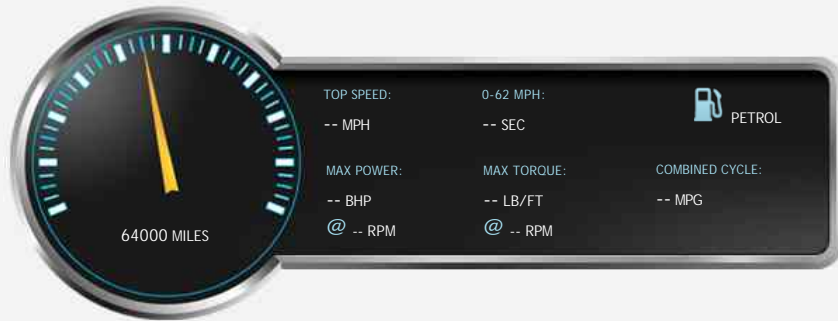 64000 MILES
TOP SPEED:
-- MPH
0-62 MPH:
-- SEC
PETROL
MAX POWER:
-- BHP
@ -- RPM
MAX TORQUE:
-- LB/FT
@ -- RPM
COMBINED CYCLE:
-- MPG